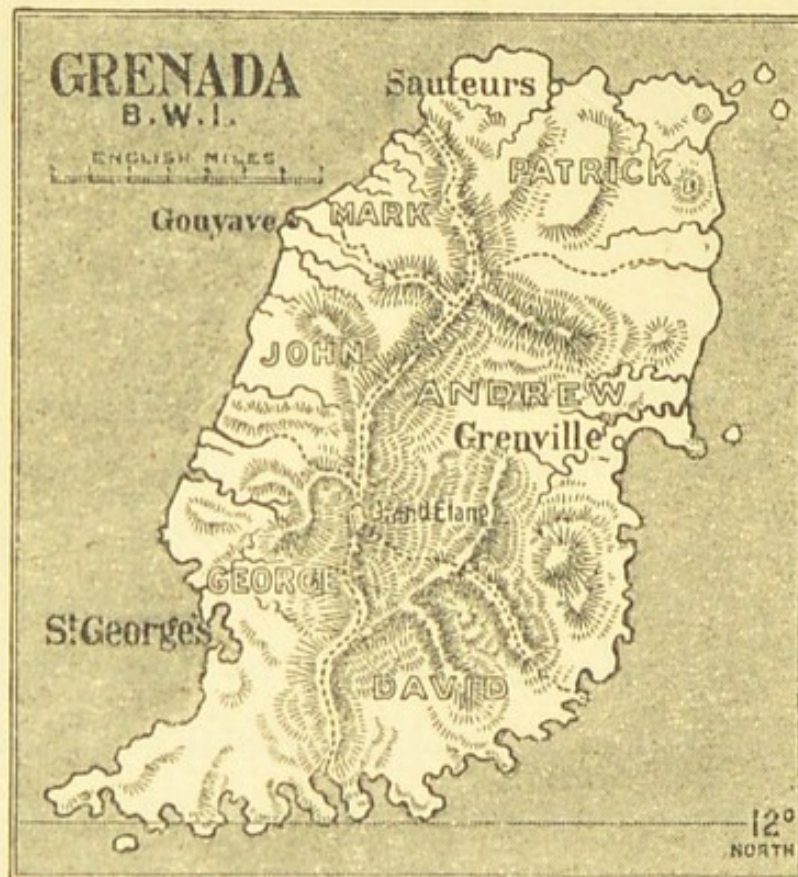 GRENADA
B.W.I.
ENGLISH MILES
Sauteurs
PATRICK
MARK
Gouyave
JOHN
ANDREW
Grenville
Grand Etang
GEORGE
St. George's
DAVID
12°
NORTH